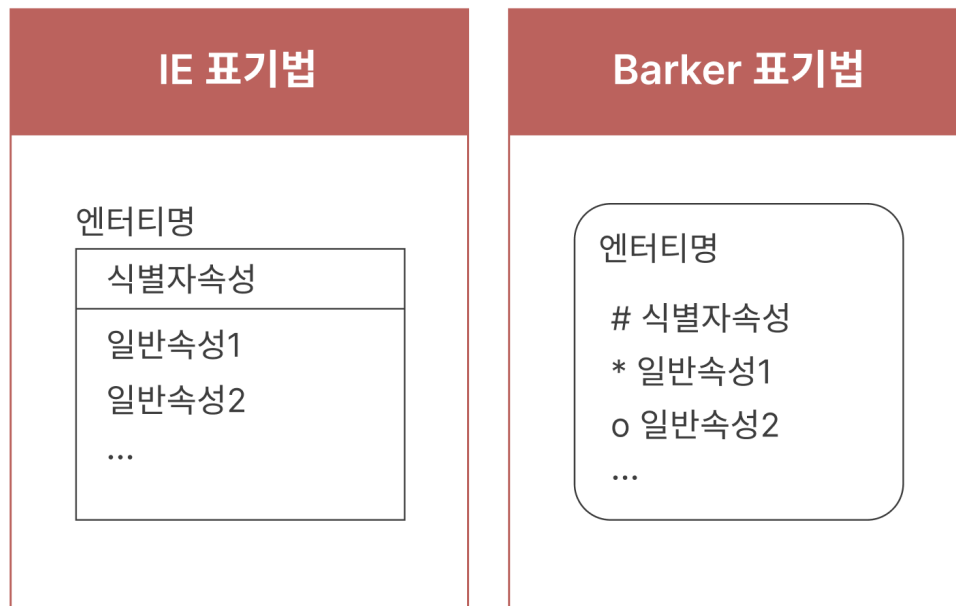 IE 표기법
엔터티명
식별자속성
일반속성1
일반속성2
...
Barker 표기법
엔터티명
# 식별자속성
* 일반속성1
o 일반속성2
...